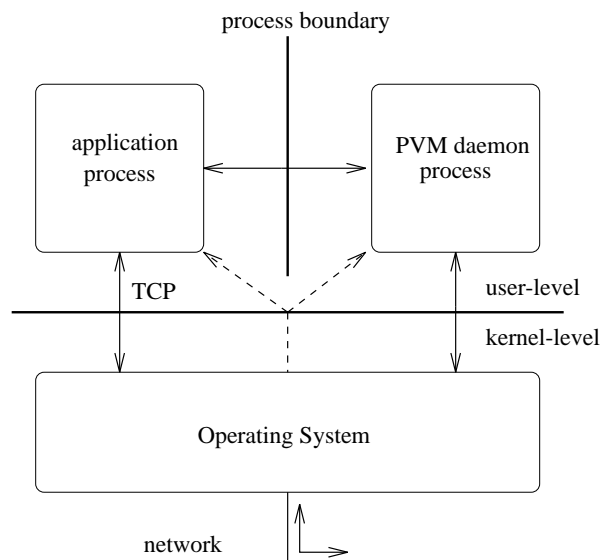 process boundary
application
process
PVM daemon
process
TCP
user-level
kernel-level
Operating System
network